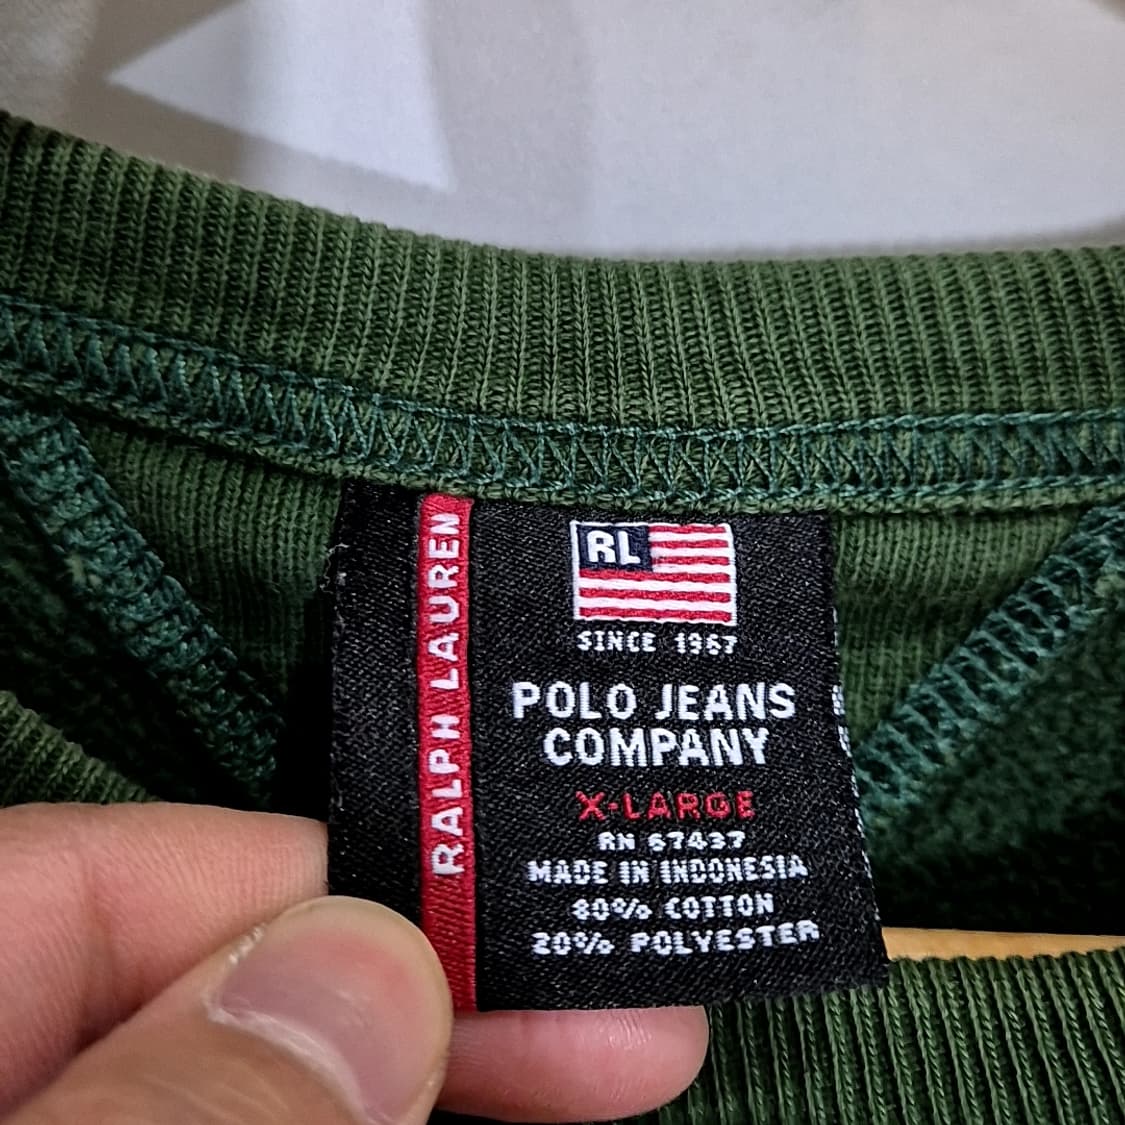 RALPH LAUREN
RL
SINCE 1967
POLO JEANS
COMPANY
X-LARGE
RN 67437
MADE IN INDONESIA
80% COTTON
20% POLYESTER